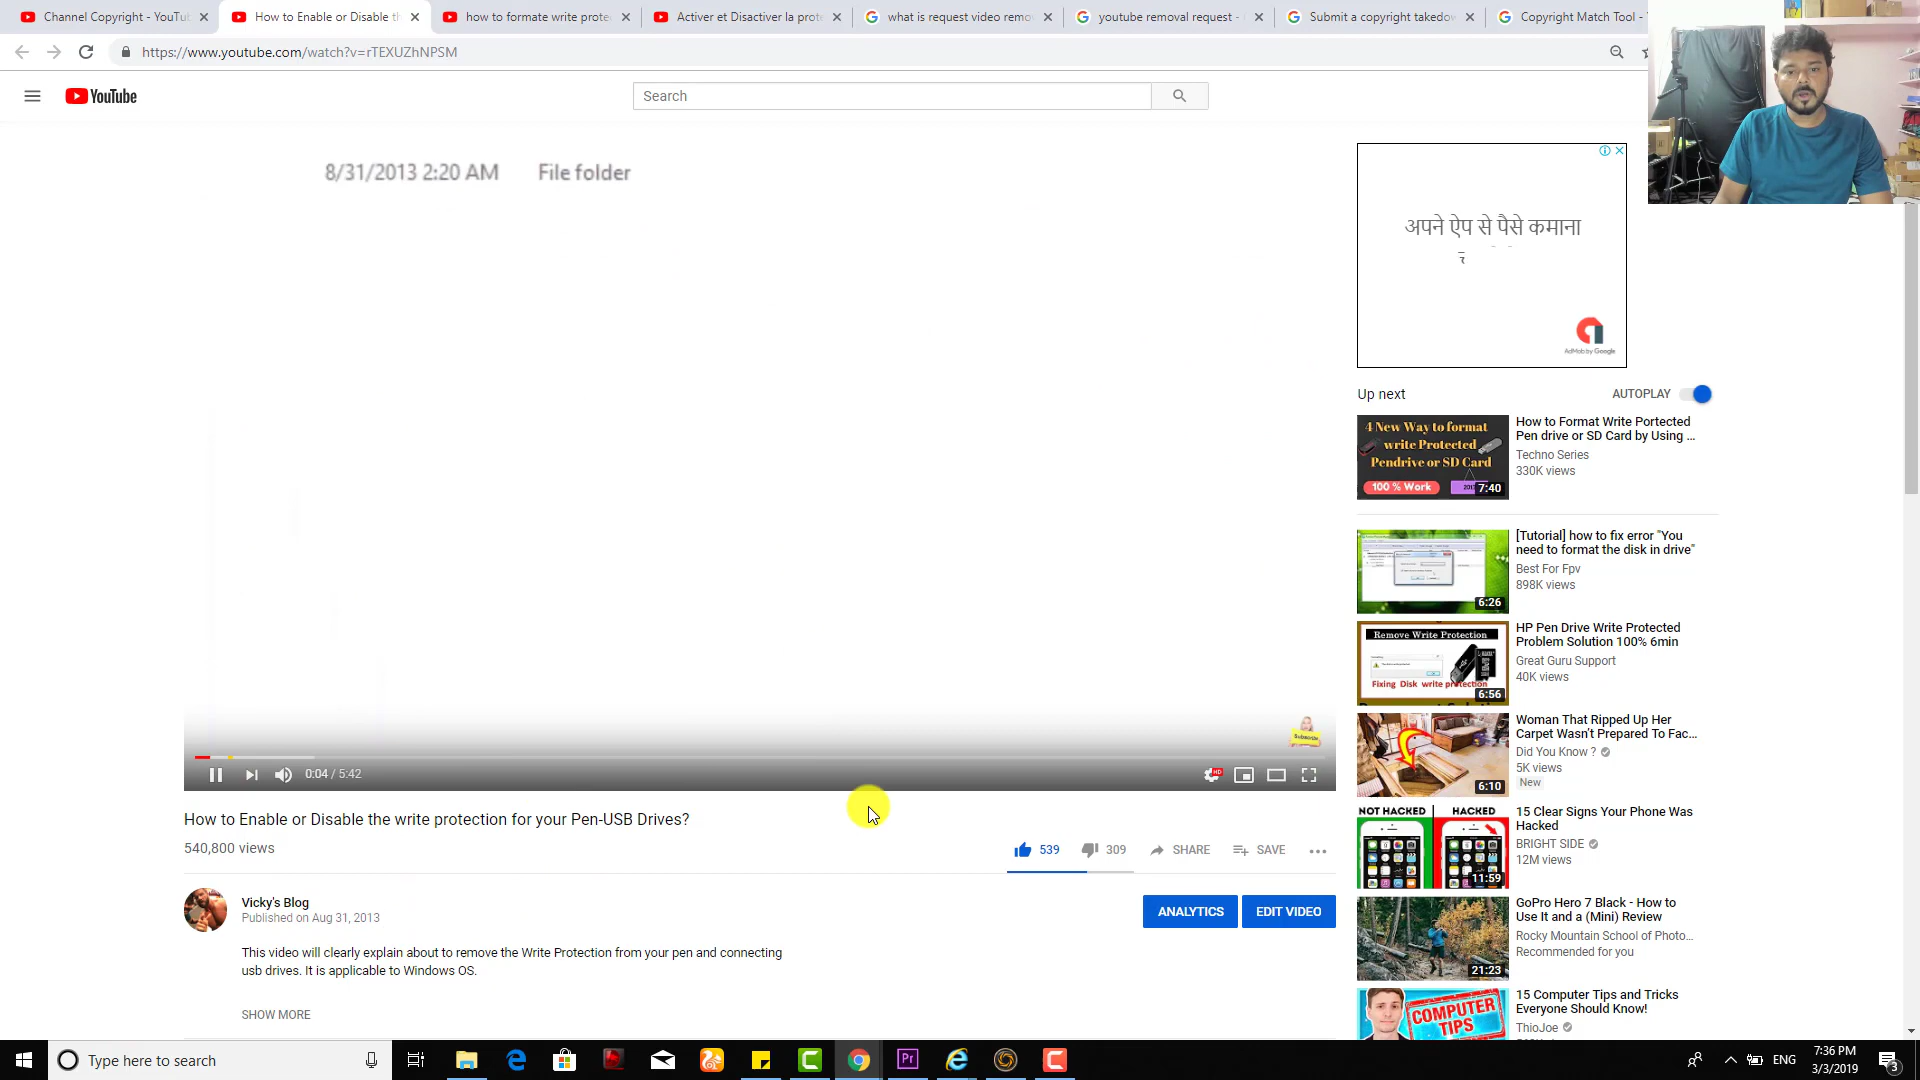 Channel Copyright - YouTu
How to Enable or Disable t
how to formate write prote
Activer et Disactiver la prot
what is request video remo
youtube removal request -
Submit a copyright takedow
Copyright Match Tool -
https://www.youtube.com/watch?v=rTEXUZhNPSM
YouTube
Search
8/31/2013 2:20 AM File folder
अपने ऐप से पैसे कमाना
AdMob by Google
Subscribe
0:04 / 5:42
HD
How to Enable or Disable the write protection for your Pen-USB Drives?
540,800 views
539 309 SHARE SAVE
Vicky's Blog
Published on Aug 31, 2013
ANALYTICS EDIT VIDEO
This video will clearly explain about to remove the Write Protection from your pen and connecting
usb drives. It is applicable to Windows OS.
SHOW MORE
Up next AUTOPLAY
4 New Way to format
write Protected
Pendrive or SD Card
100 % Work
7:40
How to Format Write Portected
Pen drive or SD Card by Using ...
Techno Series
330K views
6:26
[Tutorial] how to fix error "You
need to format the disk in drive"
Best For Fpv
898K views
Remove Write Protection
Fixing Disk write protection
6:56
HP Pen Drive Write Protected
Problem Solution 100% 6min
Great Guru Support
40K views
6:10
Woman That Ripped Up Her
Carpet Wasn't Prepared To Fac...
Did You Know ?
5K views
New
NOT HACKED HACKED
11:59
15 Clear Signs Your Phone Was
Hacked
BRIGHT SIDE
12M views
21:23
GoPro Hero 7 Black - How to
Use It and a (Mini) Review
Rocky Mountain School of Photo...
Recommended for you
COMPUTER
TIPS
15 Computer Tips and Tricks
Everyone Should Know!
ThioJoe
Type here to search
Pr
ENG
7:36 PM
3/3/2019
3